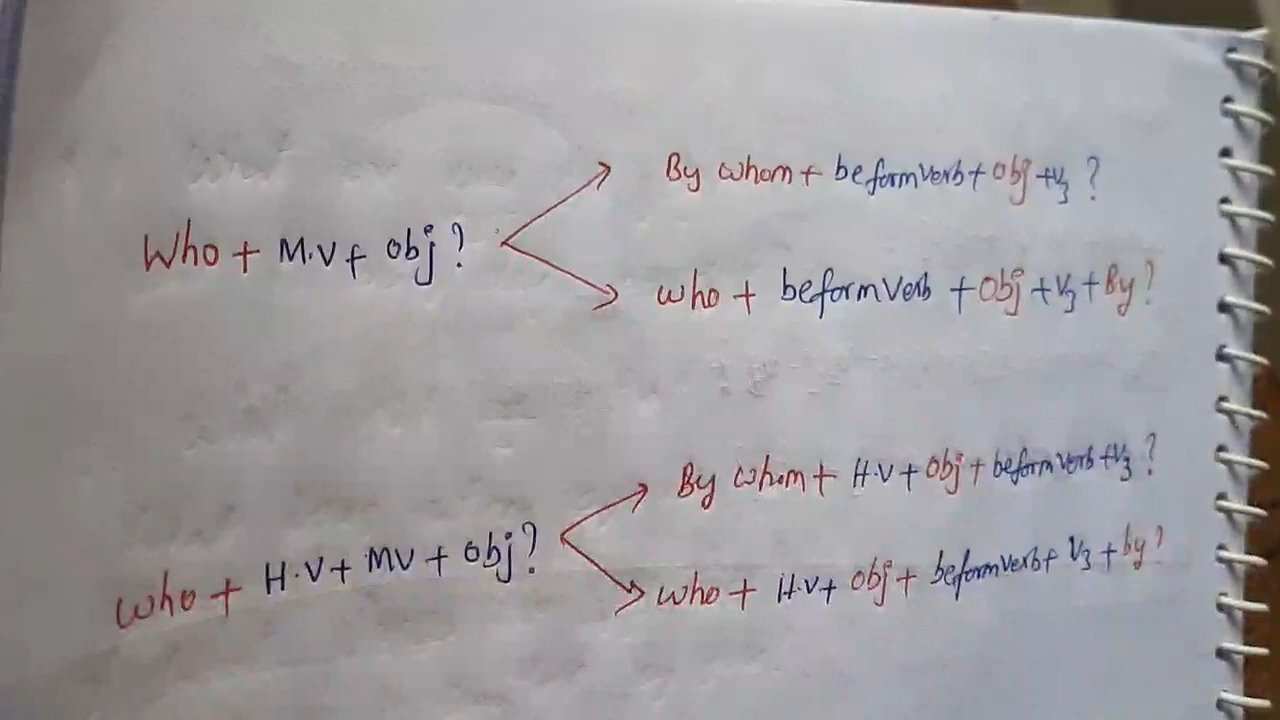 By whom + beformverb + Obj + V3 ?
Who + M.V + Obj ?
who + beformverb + Obj + V3 + By ?
By whom + H.V + Obj + beformverb + V3 ?
who + H.V + MV + Obj ?
who + H.V + Obj + beformverb + V3 + by ?